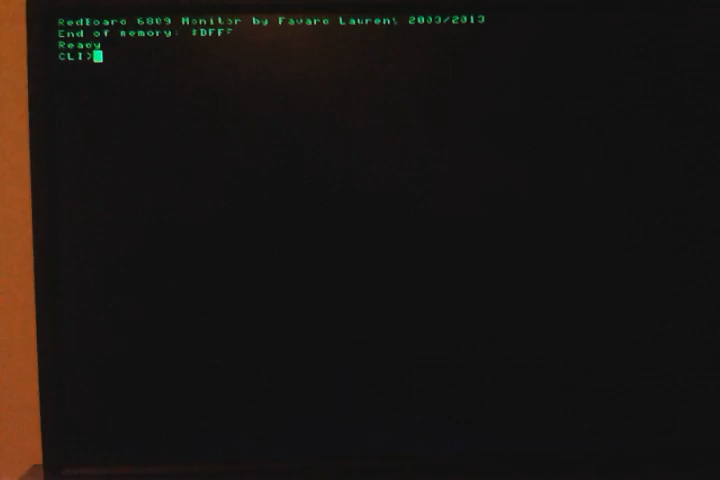 RedBoard 6809 Monitor by Favaro Laurent 2003/2013
End of memory: $DFFF
Ready
CLI>